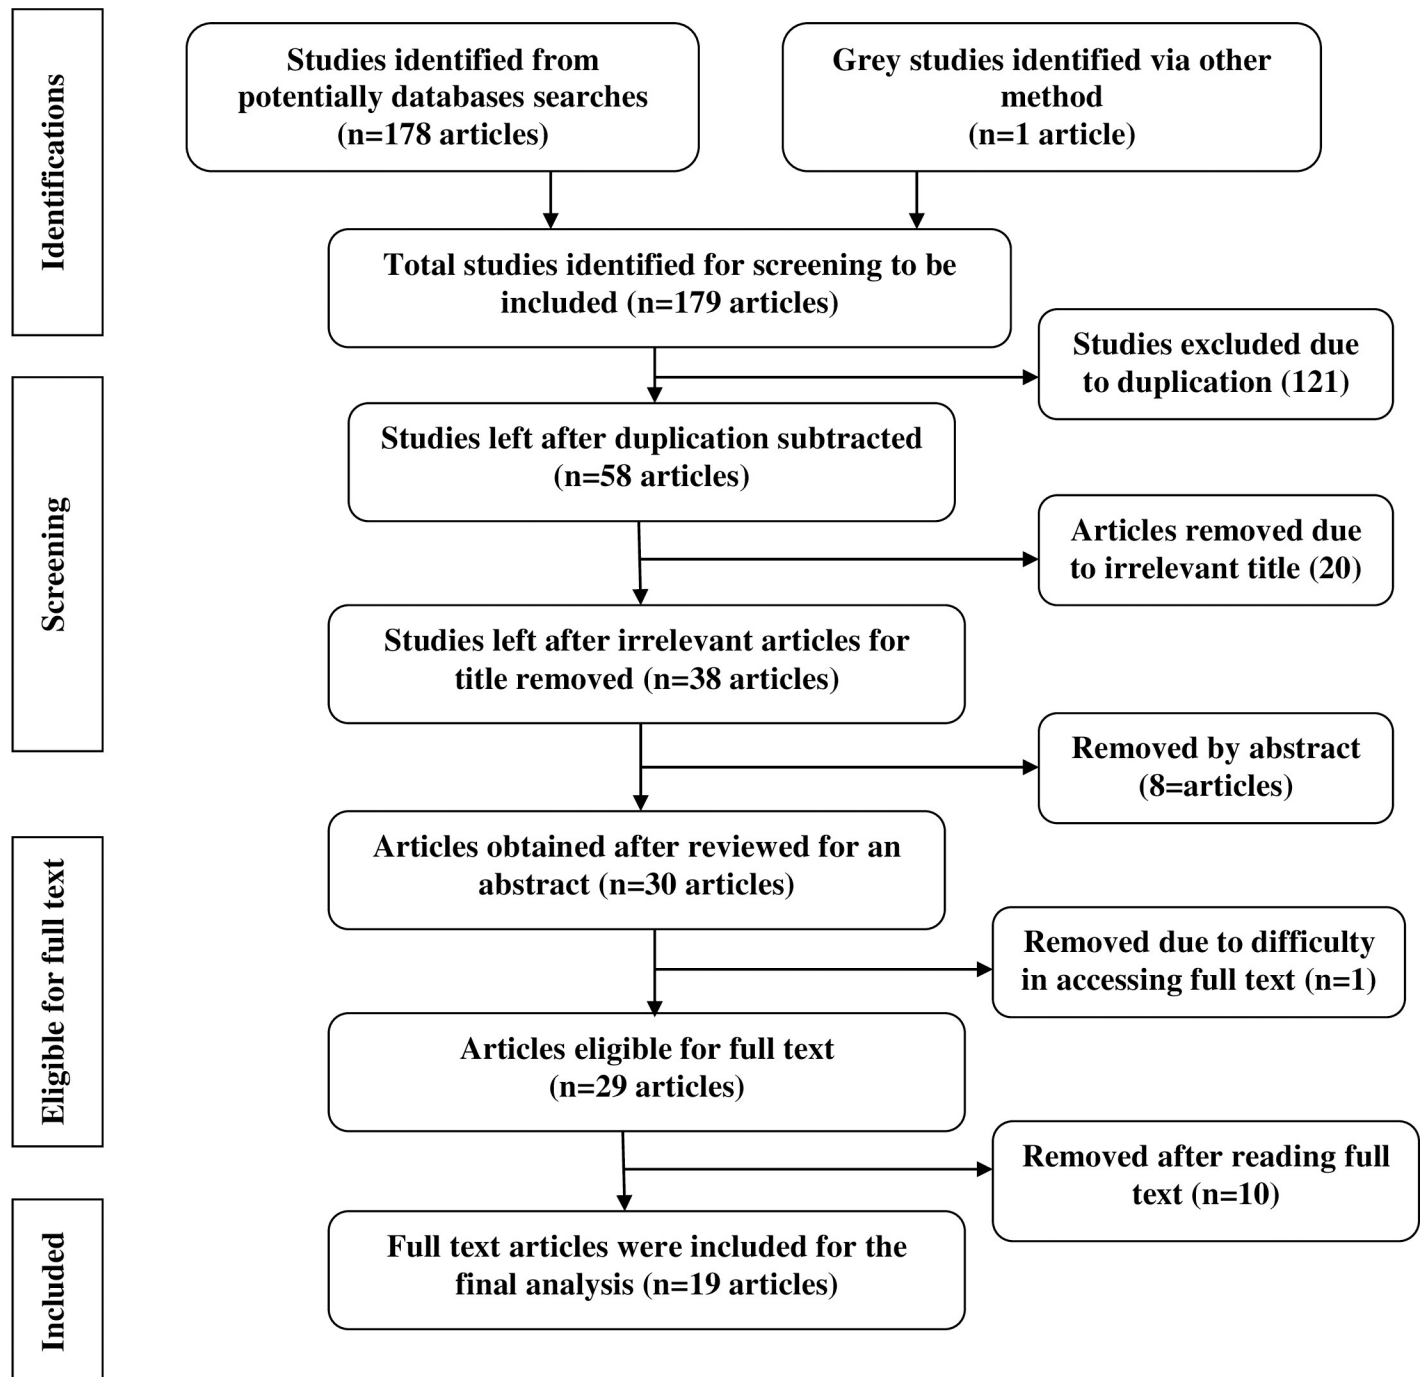 Identifications
Studies identified from
potentially databases searches
(n=178 articles)
Grey studies identified via other
method
(n=1 article)
Total studies identified for screening to be
included (n=179 articles)
Studies excluded due
to duplication (121)
Screening
Studies left after duplication subtracted
(n=58 articles)
Articles removed due
to irrelevant title (20)
Studies left after irrelevant articles for
title removed (n=38 articles)
Removed by abstract
(8=articles)
Eligible for full text
Articles obtained after reviewed for an
abstract (n=30 articles)
Removed due to difficulty
in accessing full text (n=1)
Articles eligible for full text
(n=29 articles)
Removed after reading full
text (n=10)
Included
Full text articles were included for the
final analysis (n=19 articles)